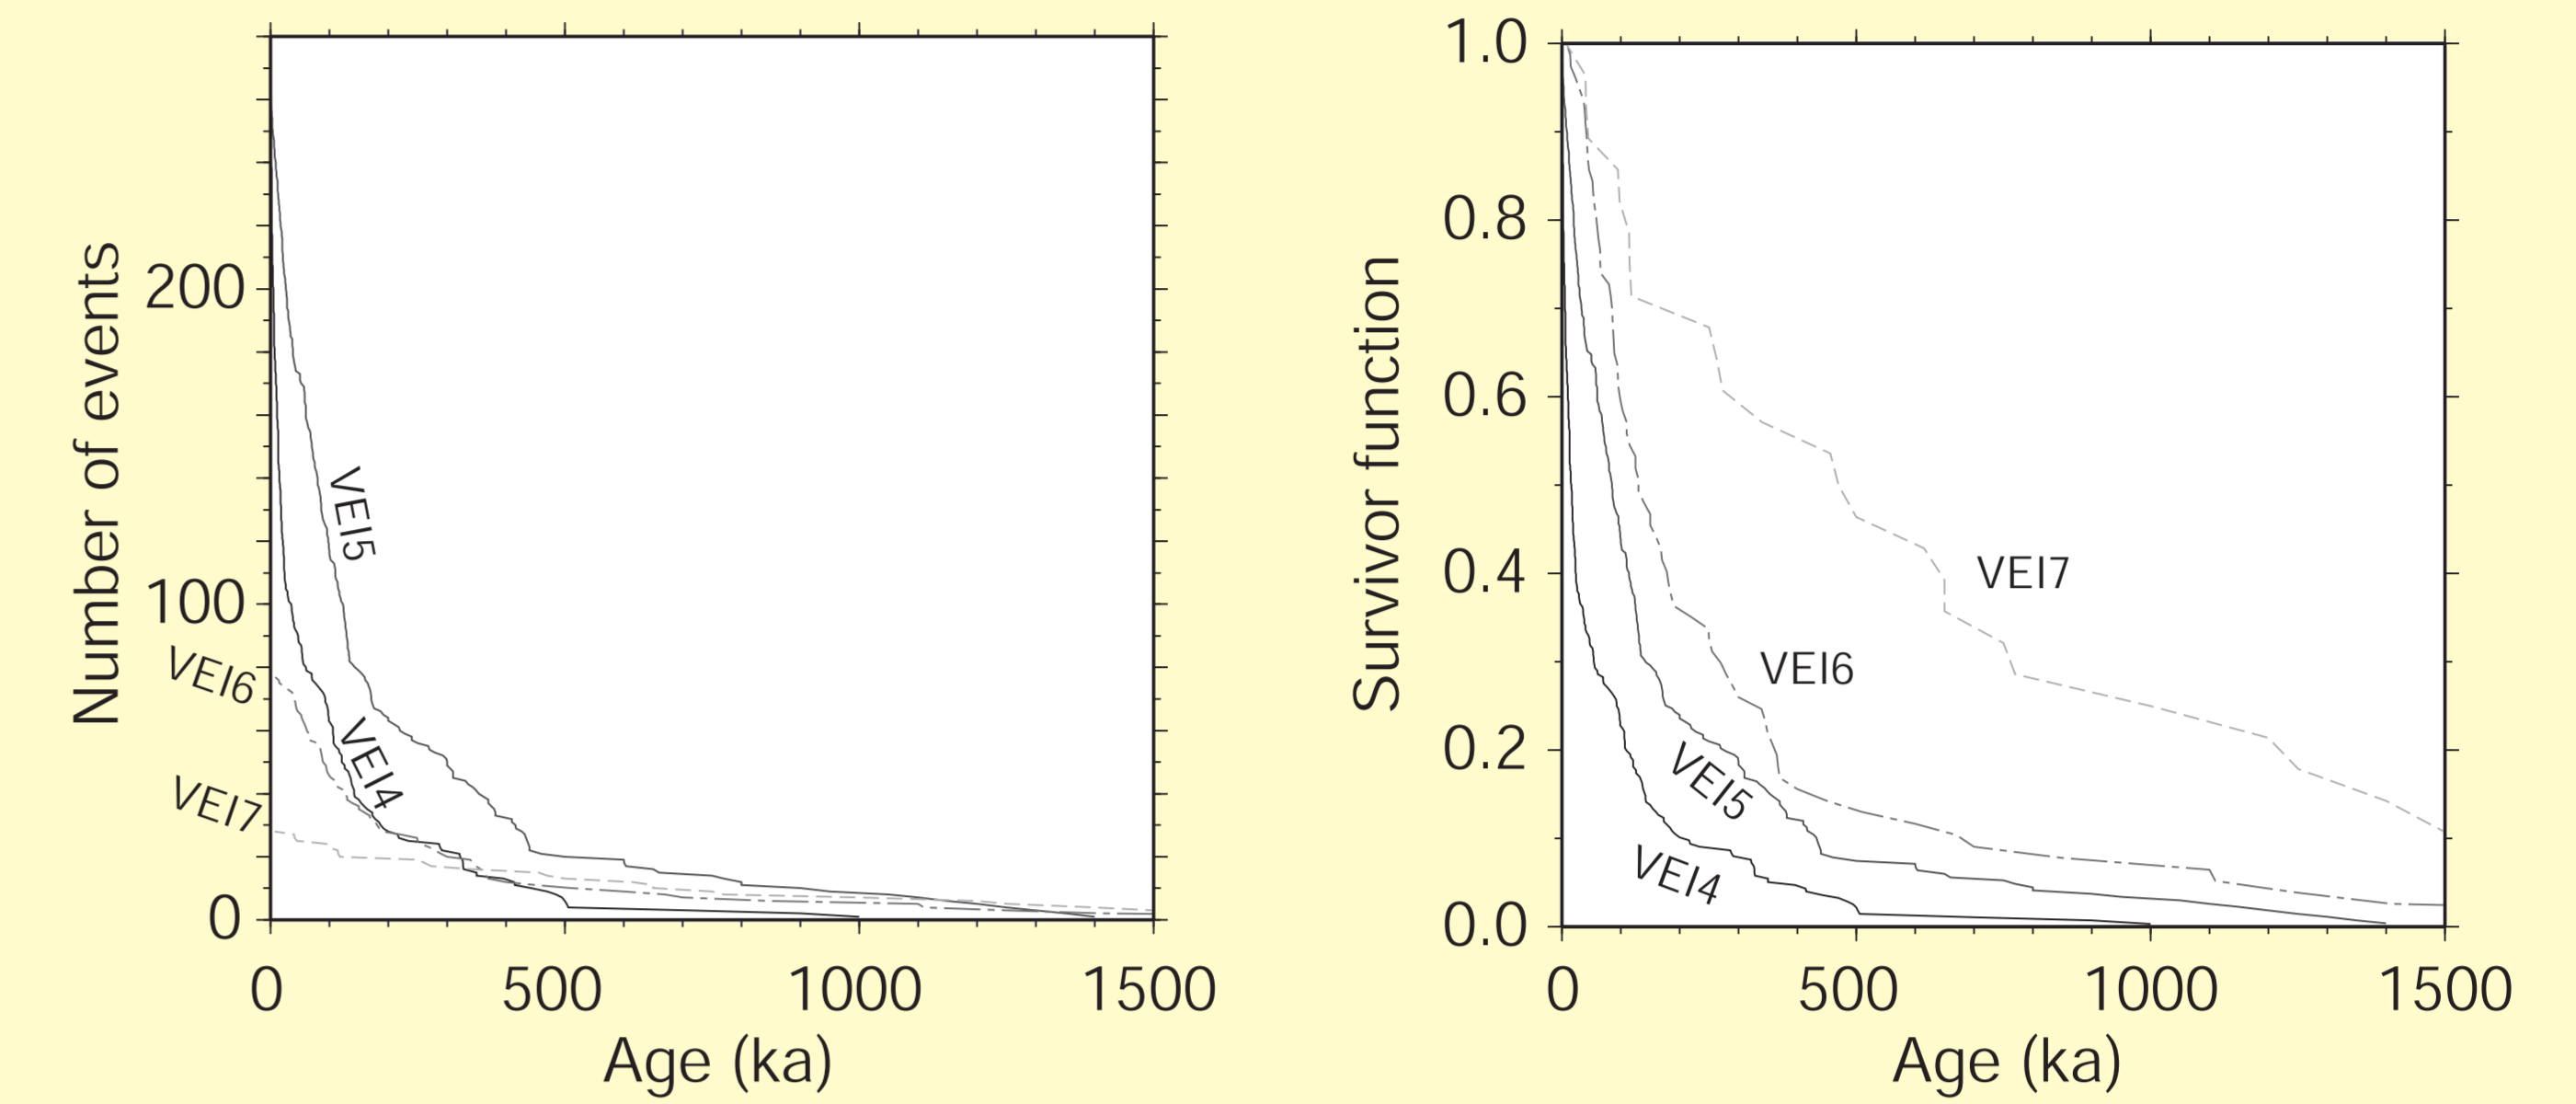 Number of events
200
100
0
VEI5
VEI4
VEI6
VEI7
0 500 1000 1500
Age (ka)
Survivor function
1.0
0.8
0.6
0.4
0.2
0.0
VEI7
VEI6
VEI5
VEI4
0 500 1000 1500
Age (ka)